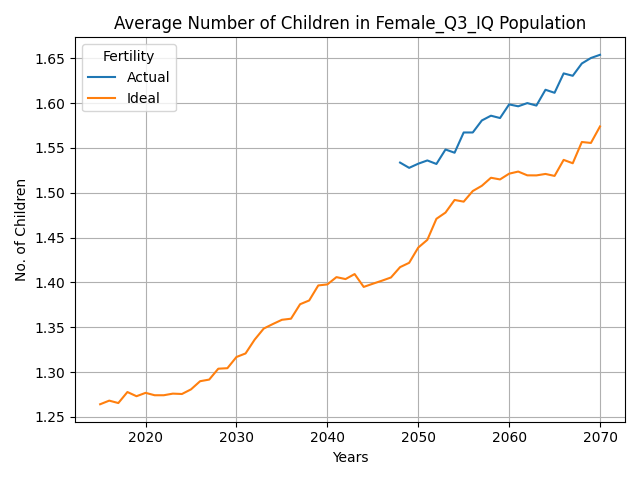 Average Number of Children in Female_Q3_IQ Population
Fertility
Actual
Ideal
No. of Children
1.65
1.60
1.55
1.50
1.45
1.40
1.35
1.30
1.25
2020 2030 2040 2050 2060 2070
Years